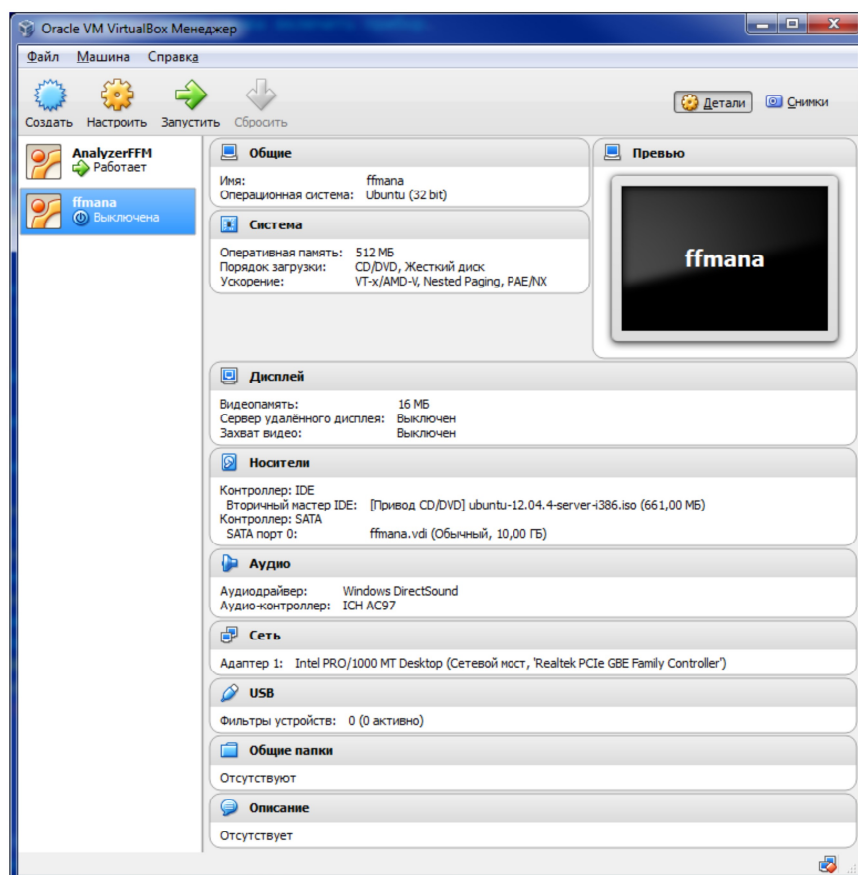 Oracle VM VirtualBox Менеджер
Файл Машина Справка
Создать Настроить Запустить Сбросить
Детали Снимки
AnalyzerFFM
Работает
ffmana
Выключена
Общие
Имя: ffmana
Операционная система: Ubuntu (32 bit)
Система
Оперативная память: 512 МБ
Порядок загрузки: CD/DVD, Жесткий диск
Ускорение: VT-x/AMD-V, Nested Paging, PAE/NX
Превью
ffmana
Дисплей
Видеопамять: 16 МБ
Сервер удалённого дисплея: Выключен
Захват видео: Выключен
Носители
Контроллер: IDE
Вторичный мастер IDE: [Привод CD/DVD] ubuntu-12.04.4-server-i386.iso (661,00 МБ)
Контроллер: SATA
SATA порт 0: ffmana.vdi (Обычный, 10,00 ГБ)
Аудио
Аудиодрайвер: Windows DirectSound
Аудио-контроллер: ICH AC97
Сеть
Адаптер 1: Intel PRO/1000 MT Desktop (Сетевой мост, 'Realtek PCIe GBE Family Controller')
USB
Фильтры устройств: 0 (0 активно)
Общие папки
Отсутствуют
Описание
Отсутствует